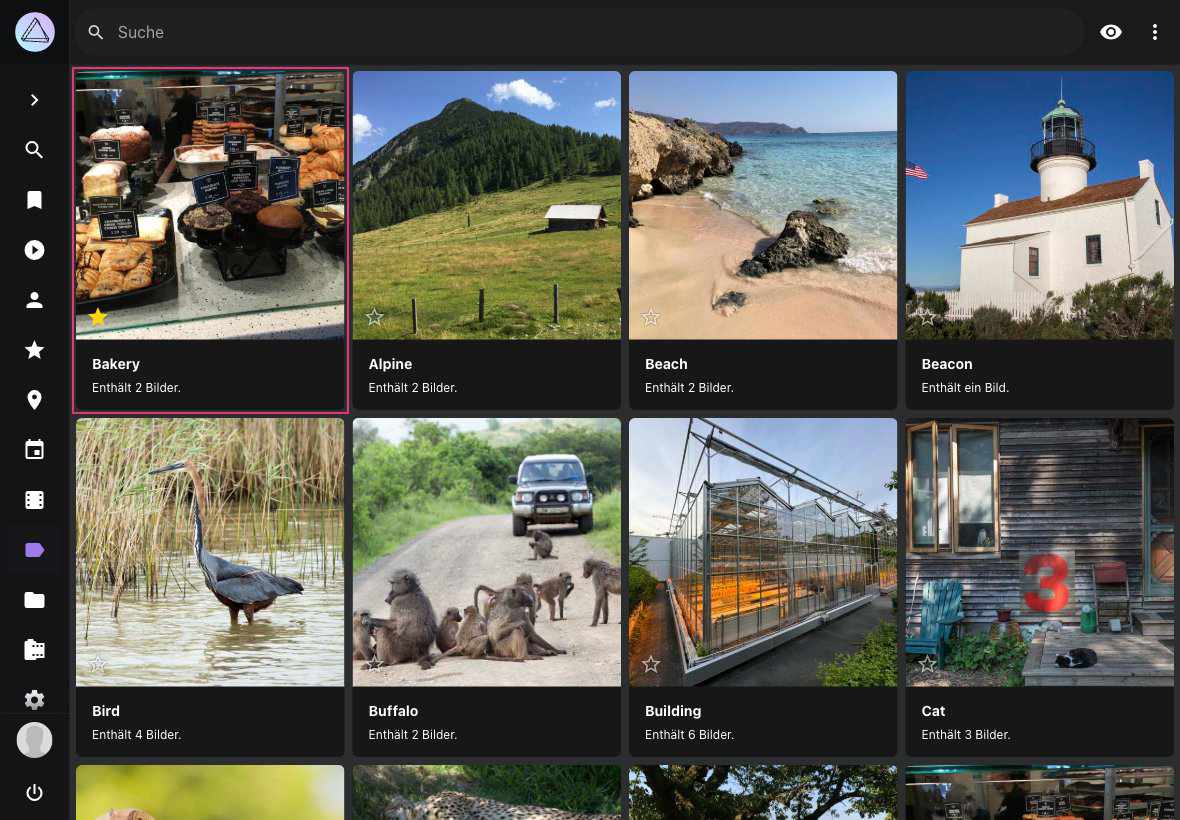 Suche
Bakery
Enthält 2 Bilder.
Alpine
Enthält 2 Bilder.
Beach
Enthält 2 Bilder.
Beacon
Enthält ein Bild.
3
Bird
Enthält 4 Bilder.
Buffalo
Enthält 2 Bilder.
Building
Enthält 6 Bilder.
Cat
Enthält 3 Bilder.